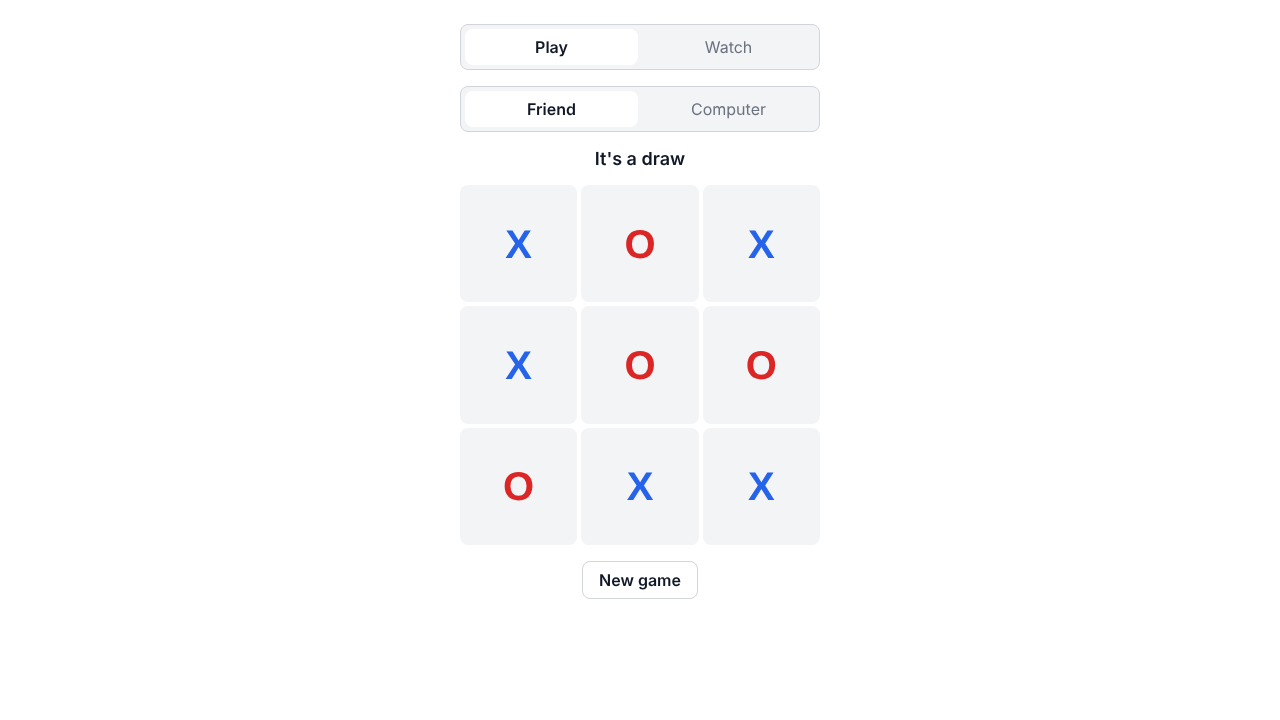 Play Watch
Friend Computer
It's a draw
X O X
X O O
O X X
New game